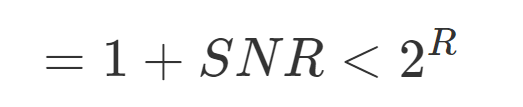 = 1 + SNR < 2^R